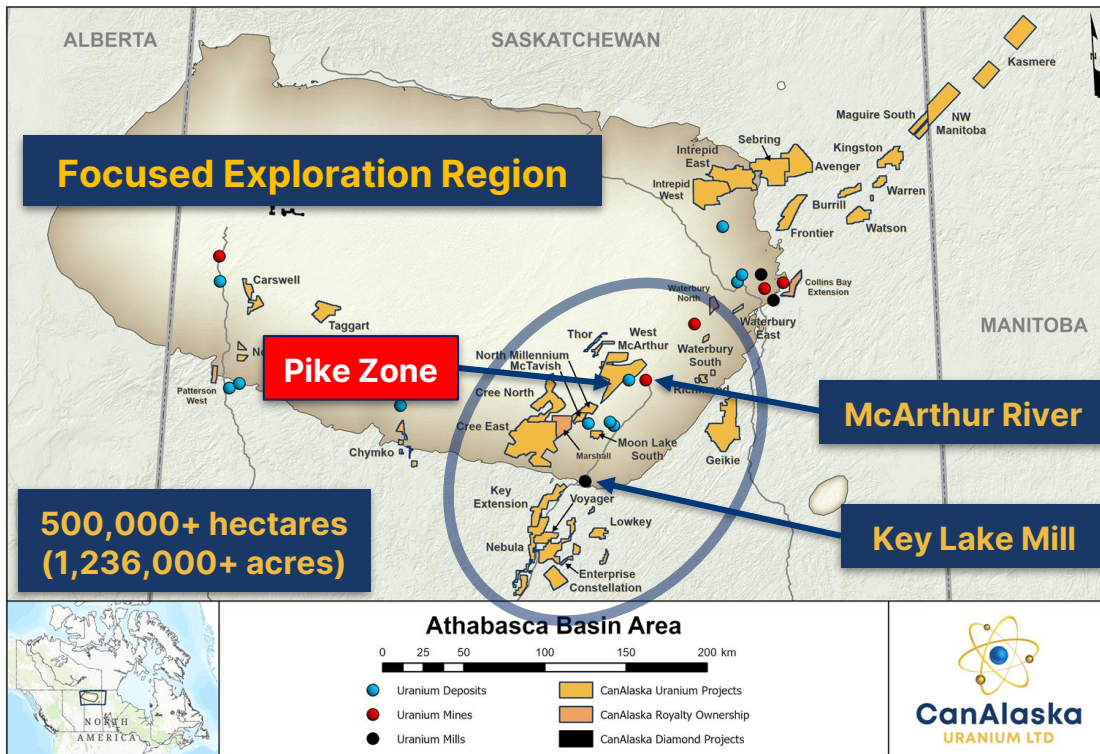 ALBERTA
SASKATCHEWAN
Kasmere
N
Maguire South
NW
Manitoba
Focused Exploration Region
Sebring
Kingston
Intrepid
East
Avenger
Intrepid
West
Warren
Burrill
Watson
Frontier
Carswell
Collins Bay
Extension
Waterbury
North
Taggart
Waterbury
East
MANITOBA
Thor
West
McArthur
Waterbury
South
North Millennium
McTavish
Pike Zone
Richmond
Patterson
West
Cree North
McArthur River
Cree East
Moon Lake
South
Marshall
Chymko
Geikie
Key
Extension
Voyager
500,000+ hectares
(1,236,000+ acres)
Lowkey
Key Lake Mill
Nebula
Enterprise
Constellation
Athabasca Basin Area
0 50 100 150 200 km
Uranium Deposits
CanAlaska Uranium Projects
Uranium Mines
CanAlaska Royalty Ownership
Uranium Mills
CanAlaska Diamond Projects
NORTH
AMERICA
CanAlaska
URANIUM LTD